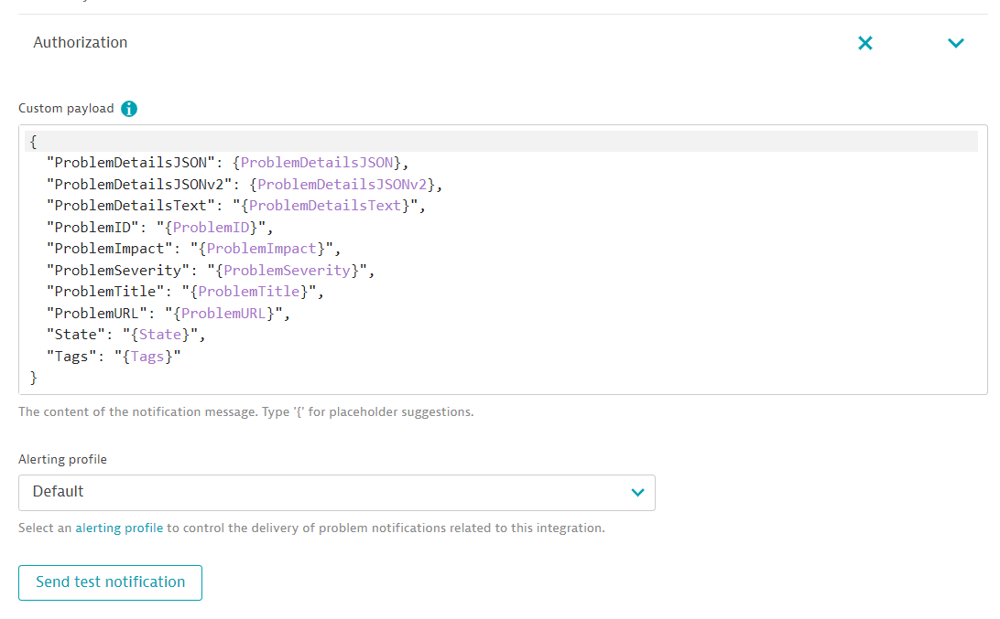 Authorization
Custom payload
{
"ProblemDetailsJSON": {ProblemDetailsJSON},
"ProblemDetailsJSONv2": {ProblemDetailsJSONv2},
"ProblemDetailsText": "{ProblemDetailsText}",
"ProblemID": "{ProblemID}",
"ProblemImpact": "{ProblemImpact}",
"ProblemSeverity": "{ProblemSeverity}",
"ProblemTitle": "{ProblemTitle}",
"ProblemURL": "{ProblemURL}",
"State": "{State}",
"Tags": "{Tags}"
}
The content of the notification message. Type '{' for placeholder suggestions.
Alerting profile
Default
Select an alerting profile to control the delivery of problem notifications related to this integration.
Send test notification